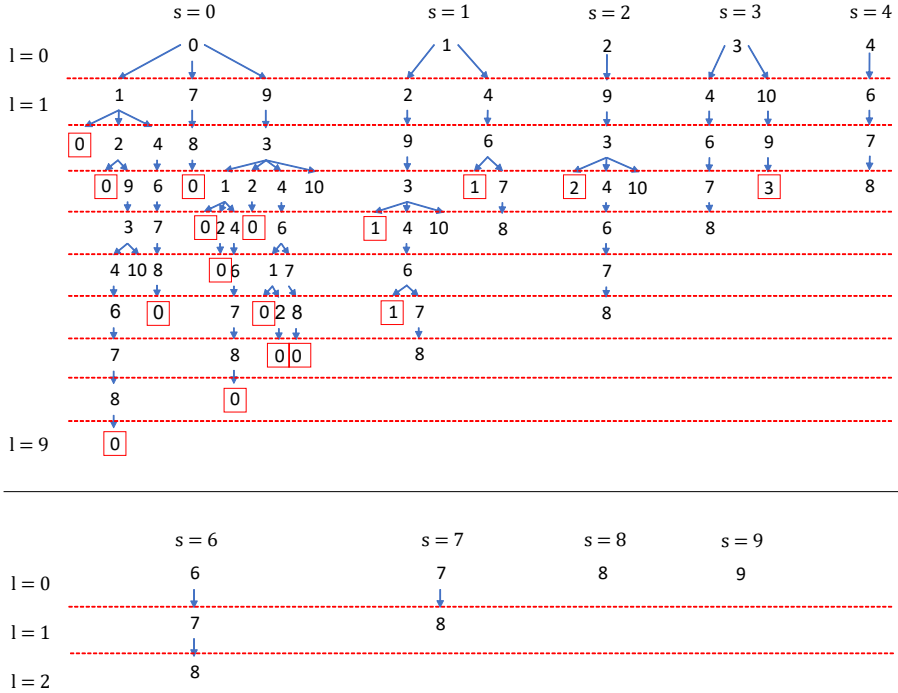 s = 0 s = 1 s = 2 s = 3 s = 4
l = 0 0 1 2 3 4
l = 1 1 7 9 2 4 9 4 10 6
0 2 4 8 3 9 6 3 6 9 7
0 9 6 0 1 2 4 10 3 1 7 2 4 10 7 3 8
3 7 0 2 4 0 6 1 4 10 8 6 8
4 10 8 0 6 1 7 6 7
6 0 7 0 2 8 1 7 8
7 8 0 0 8
8 0
l = 9 0
s = 6 s = 7 s = 8 s = 9
l = 0 6 7 8 9
l = 1 7 8
l = 2 8